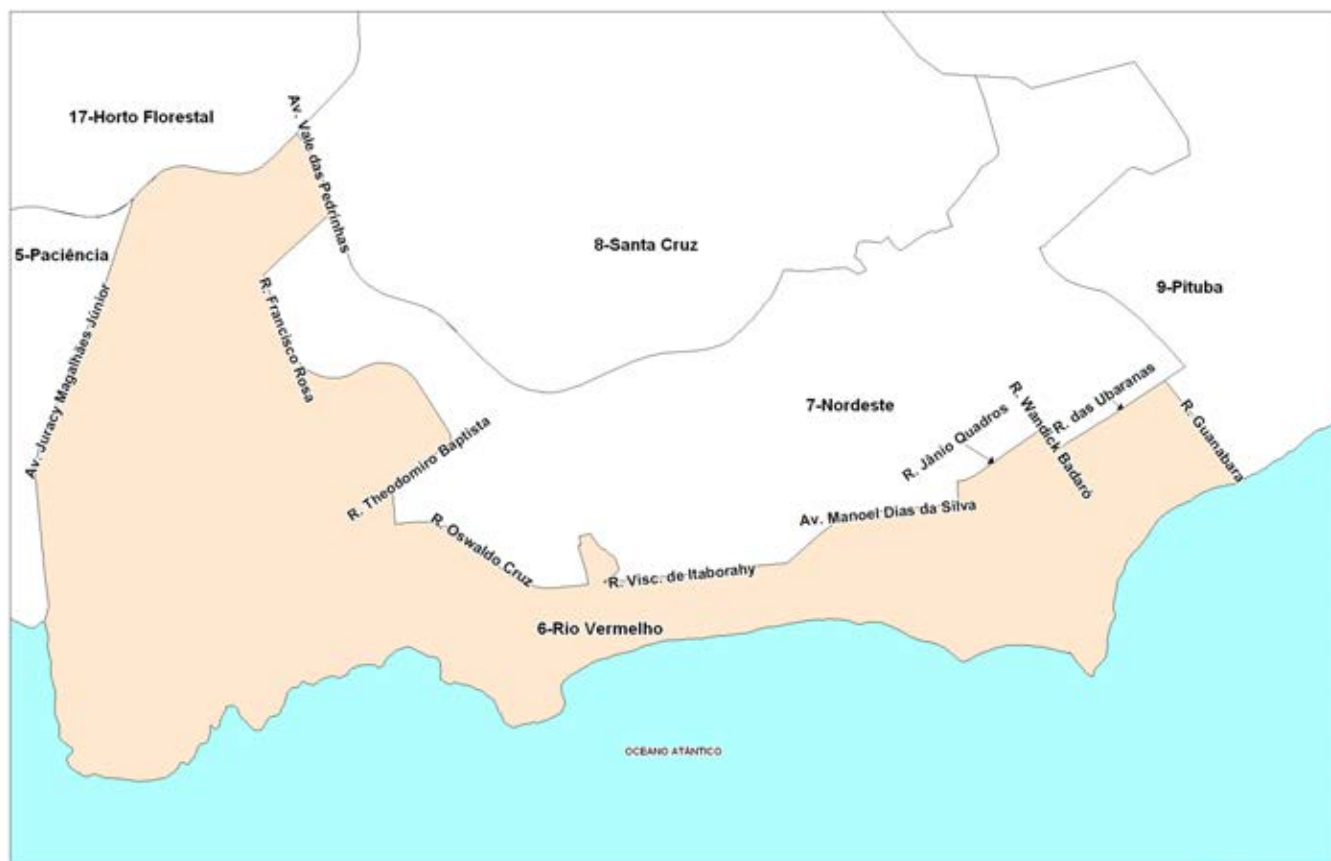 17-Horto Florestal
Av. Vale das Pedrinhas
5-Paciência
8-Santa Cruz
9-Pituba
Av. Juracy Magalhães Júnior
R. Francisco Rosa
7-Nordeste
R. Jânio Quadros
R. Wandick Badaró
R. das Ubaranas
R. Guanabara
R. Theodomiro Baptista
R. Oswaldo Cruz
Av. Manoel Dias da Silva
R. Visc. de Itaborahy
6-Rio Vermelho
OCEANO ATÂNTICO